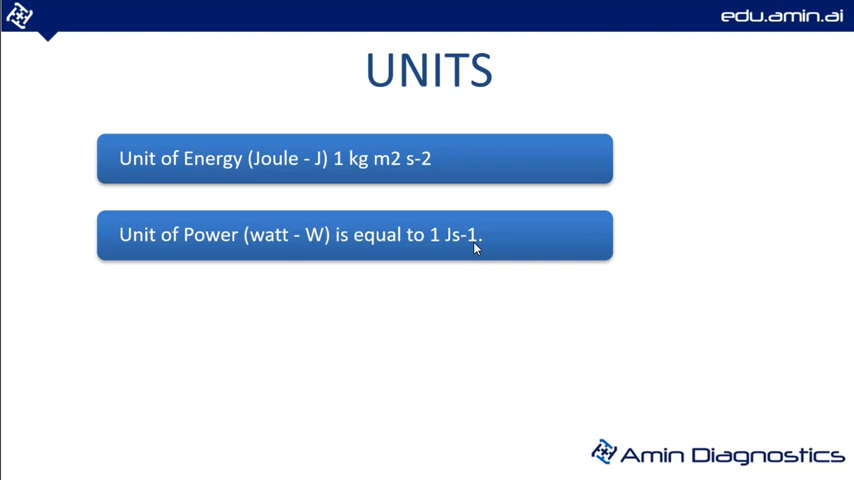 edu.amin.ai
UNITS
Unit of Energy (Joule - J) 1 kg m2 s-2
Unit of Power (watt - W) is equal to 1 Js-1.
Amin Diagnostics